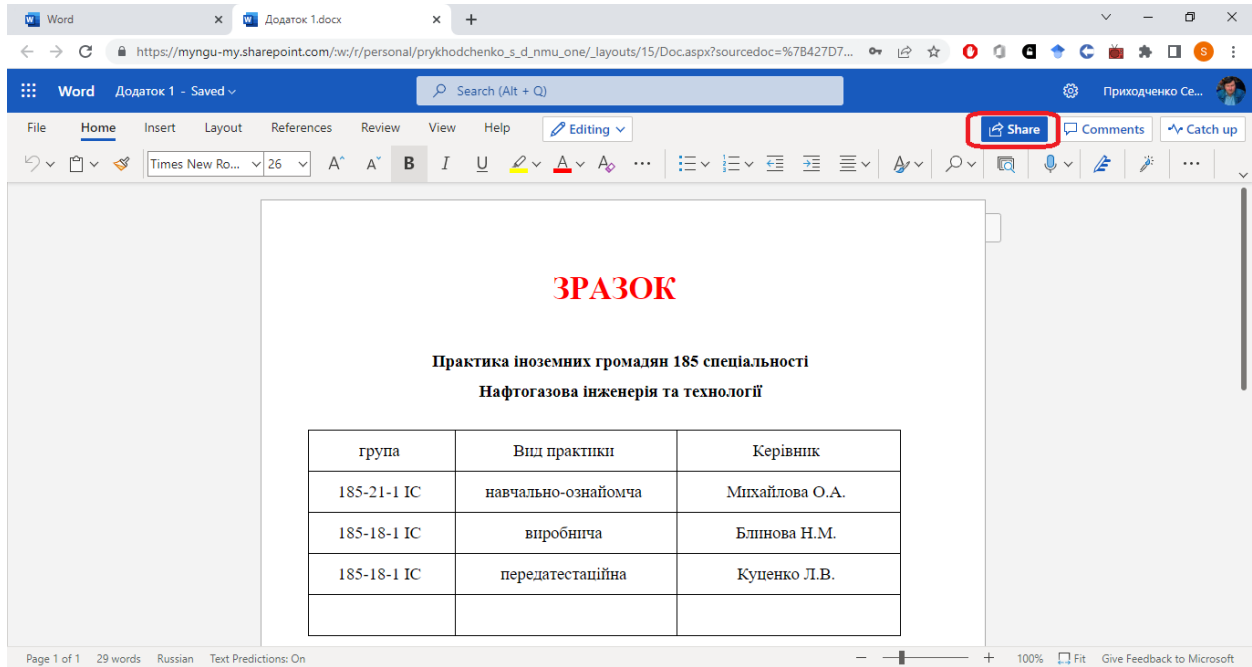 Word
Додаток 1.docx
https://myngu-my.sharepoint.com/:w:/r/personal/prykhodchenko_s_d_nmu_one/_layouts/15/Doc.aspx?sourcedoc=%7B427D7...
S
Word Додаток 1 - Saved
Search (Alt + Q)
Приходченко Се...
File Home Insert Layout References Review View Help Editing Share Comments Catch up
Times New Ro... 26 A A B I U A A ...
ЗРАЗОК
Практика іноземних громадян 185 спеціальності
Нафтогазова інженерія та технології
група Вид практики Керівник
185-21-1 ІС навчально-ознайомча Михайлова О.А.
185-18-1 ІС виробнича Блинова Н.М.
185-18-1 ІС передатестаційна Куценко Л.В.
Page 1 of 1 29 words Russian Text Predictions: On 100% Fit Give Feedback to Microsoft